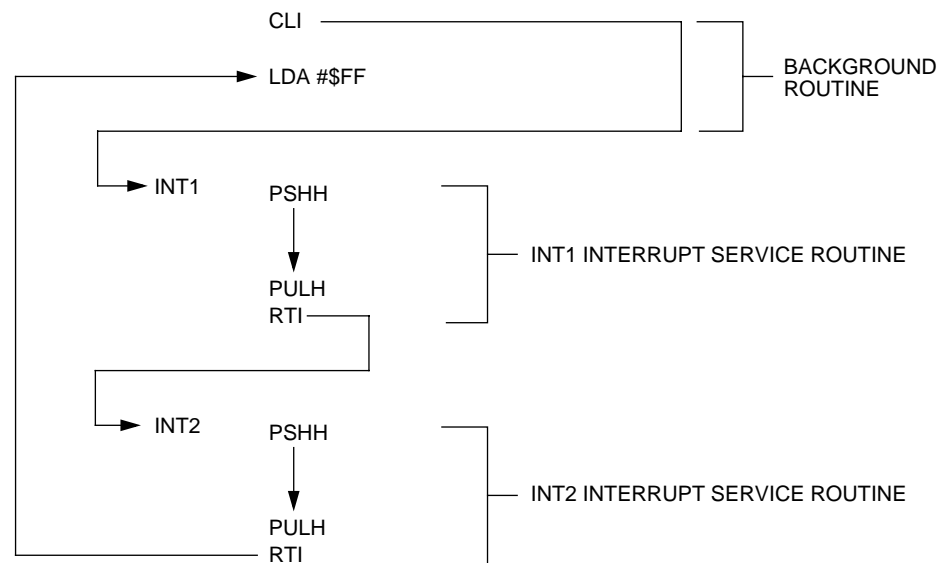 CLI
LDA #$FF
BACKGROUND
ROUTINE
INT1
PSHH
INT1 INTERRUPT SERVICE ROUTINE
PULH
RTI
INT2
PSHH
INT2 INTERRUPT SERVICE ROUTINE
PULH
RTI